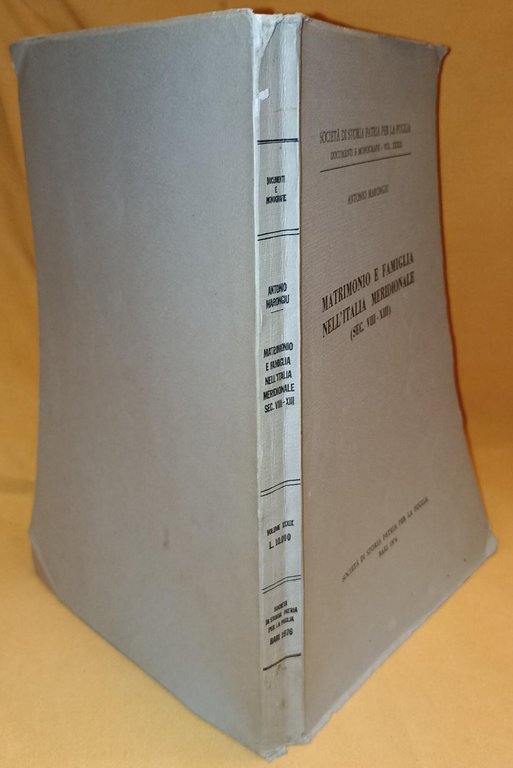 DOCUMENTI
E
MONOGRAFIE
ANTONIO
MARONGIU
MATRIMONIO
E FAMIGLIA
NELL'ITALIA
MERIDIONALE
SEC. VIII-XIII
VOLUME
L. 10.000
SOCIETÀ
DI STORIA PATRIA
PER LA PUGLIA
BARI 1976
SOCIETÀ DI STORIA PATRIA PER LA PUGLIA
DOCUMENTI E MONOGRAFIE - VOL.
ANTONIO MARONGIU
MATRIMONIO E FAMIGLIA
NELL'ITALIA MERIDIONALE
(SEC. VIII-XIII)
SOCIETÀ DI STORIA PATRIA PER LA PUGLIA
BARI 1976